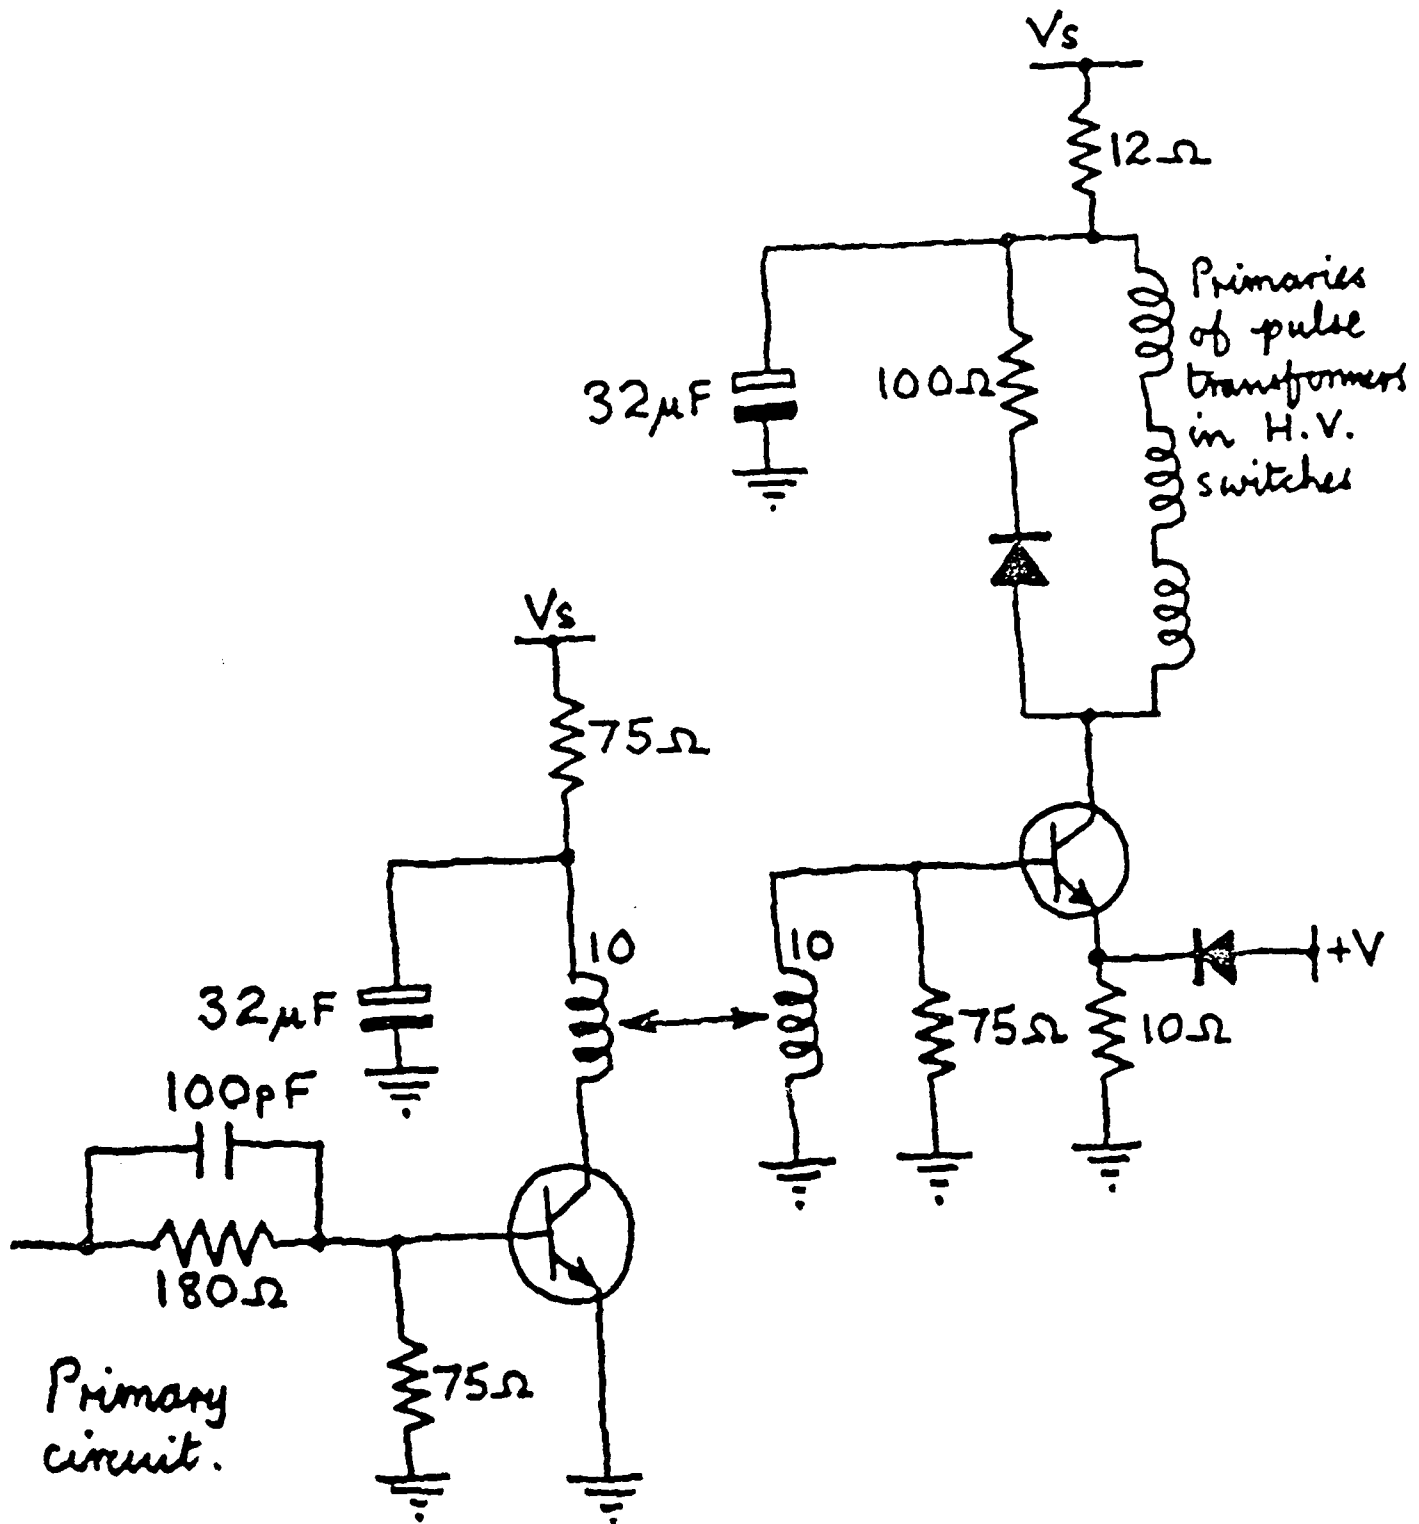 Vs
12Ω
Primaries
of pulse
transformers
in H.V.
switches
100Ω
32μF
Vs
75Ω
10
10
+V
32μF
75Ω
10Ω
100pF
180Ω
75Ω
Primary
circuit.